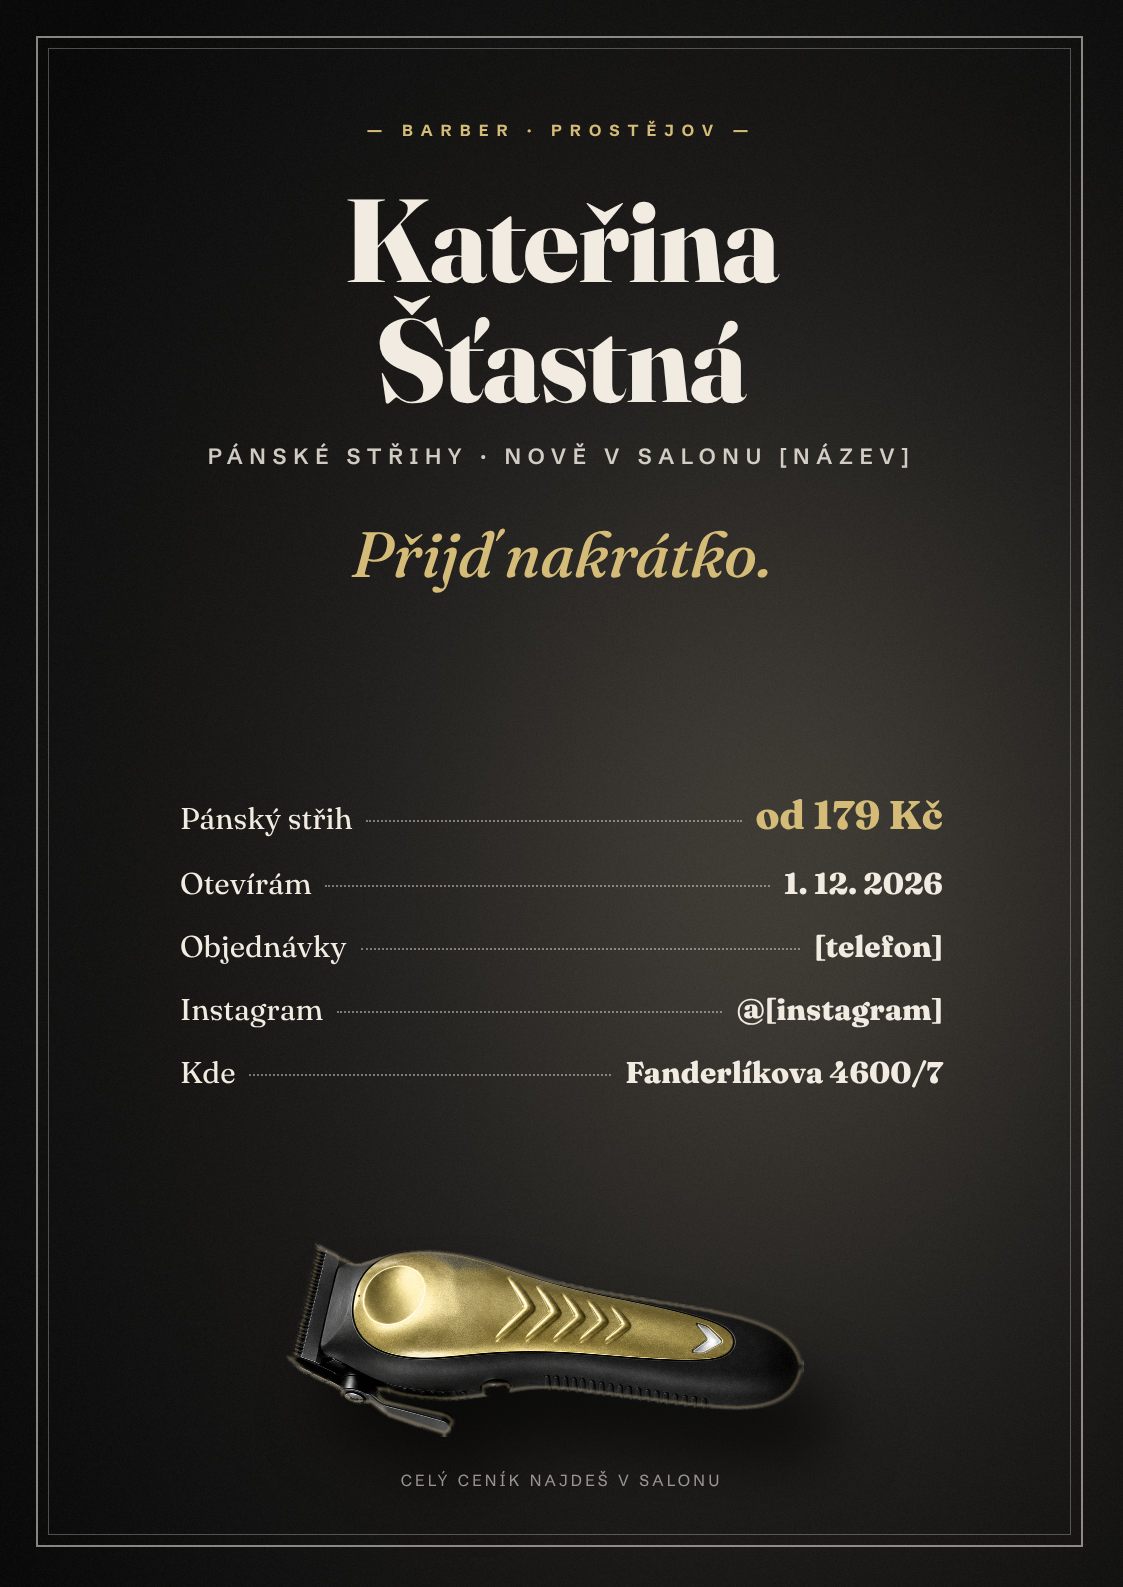 — BARBER · PROSTĚJOV —
Kateřina
Šťastná
PÁNSKÉ STŘIHY · NOVĚ V SALONU [NÁZEV]
Přijď nakrátko.
Pánský střih od 179 Kč
Otevírám 1. 12. 2026
Objednávky [telefon]
Instagram @[instagram]
Kde Fanderlíkova 4600/7
CELÝ CENÍK NAJDEŠ V SALONU